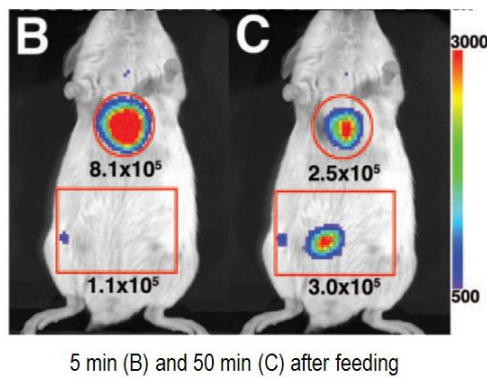 B
C
3000
8.1x10⁵
2.5x10⁵
1.1x10⁵
3.0x10⁵
500
5 min (B) and 50 min (C) after feeding